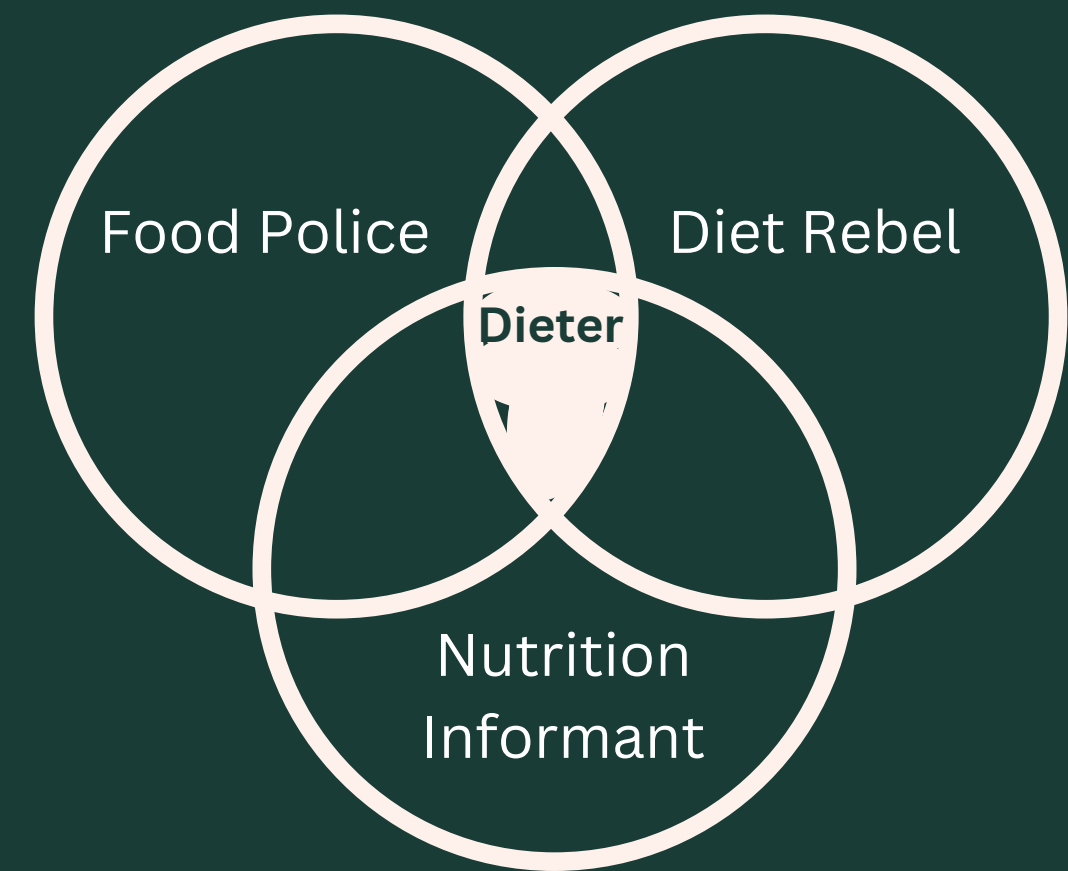 Food Police
Diet Rebel
Dieter
Nutrition
Informant